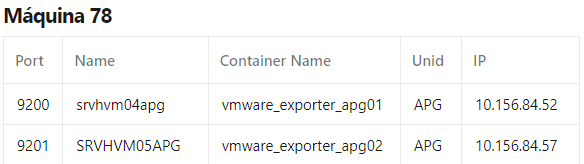 Máquina 78
Port Name Container Name Unid IP
9200 srvhvm04apg vmware_exporter_apg01 APG 10.156.84.52
9201 SRVHVM05APG vmware_exporter_apg02 APG 10.156.84.57